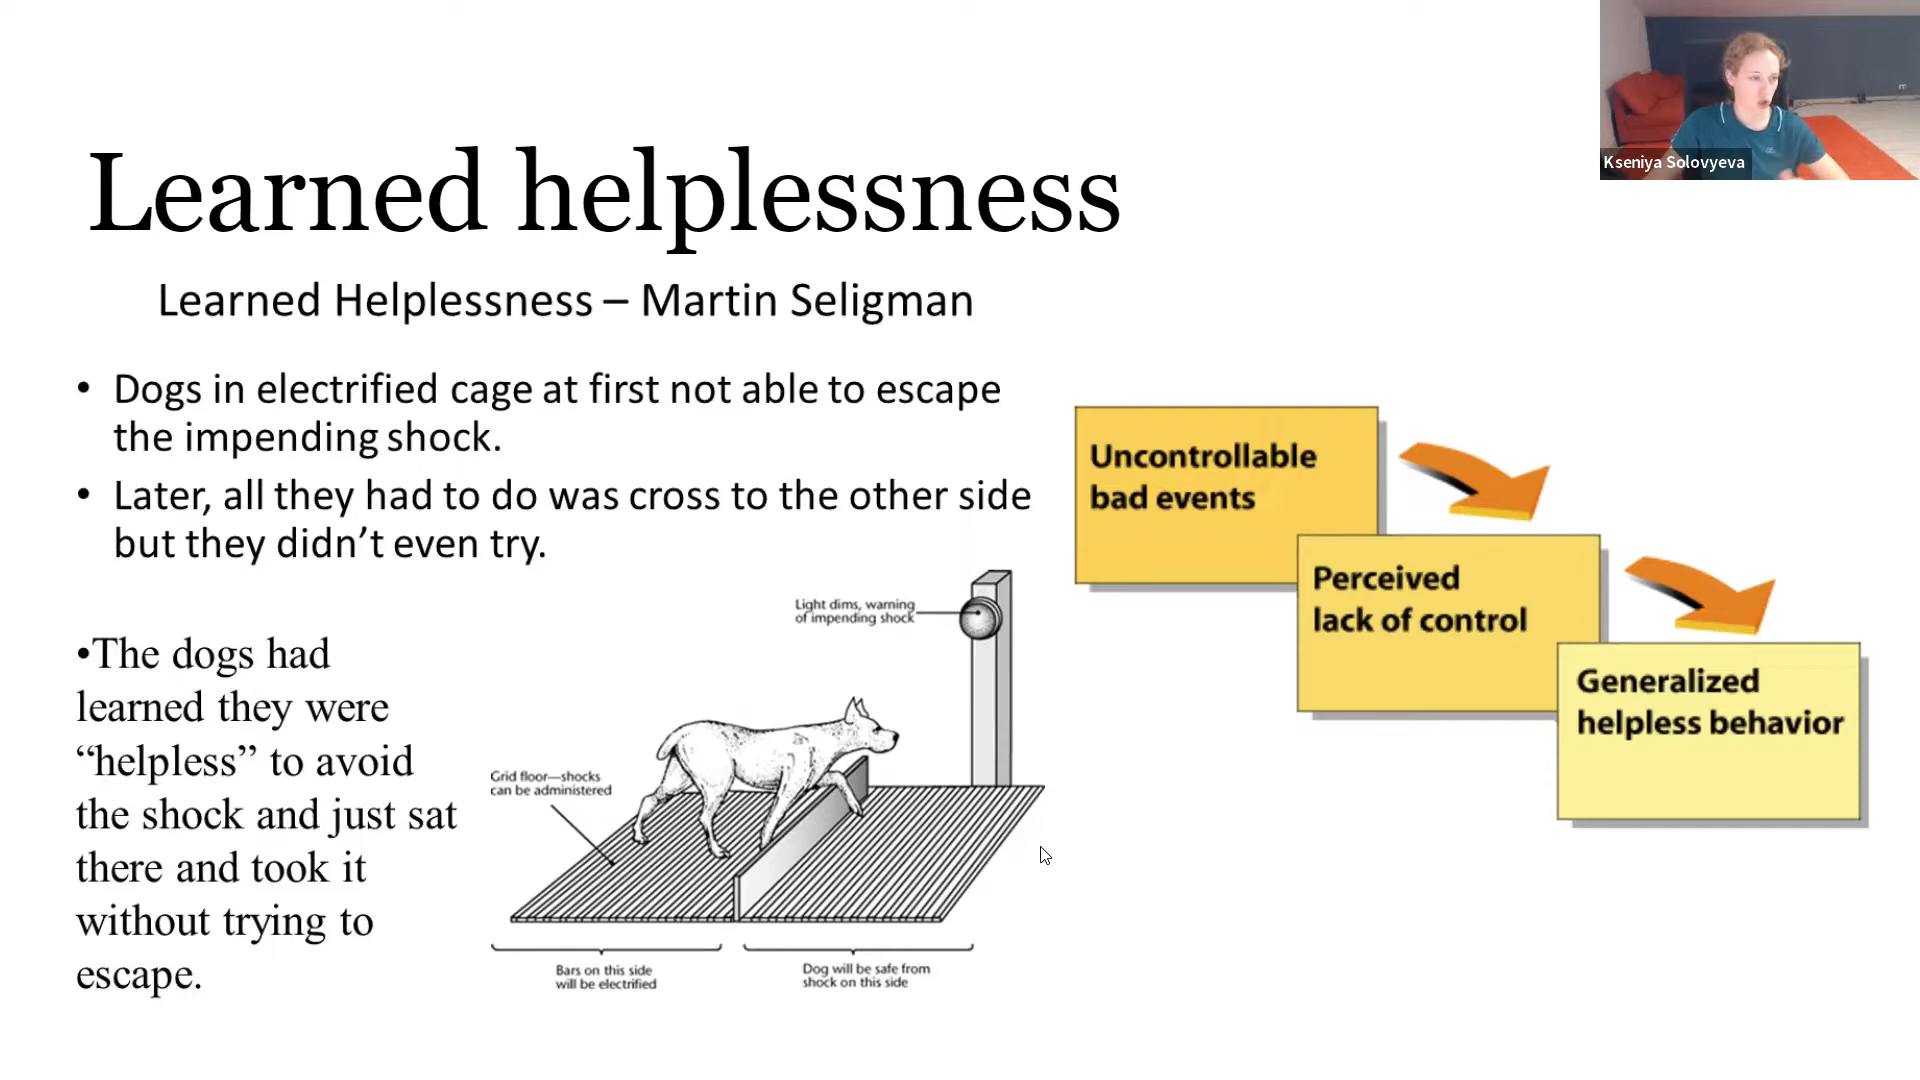 Kseniya Solovyeva
Learned helplessness
Learned Helplessness – Martin Seligman
• Dogs in electrified cage at first not able to escape
the impending shock.
• Later, all they had to do was cross to the other side
but they didn’t even try.
•The dogs had
learned they were
“helpless” to avoid
the shock and just sat
there and took it
without trying to
escape.
Light dims, warning
of impending shock
Grid floor—shocks
can be administered
Bars on this side
will be electrified
Dog will be safe from
shock on this side
Uncontrollable
bad events
Perceived
lack of control
Generalized
helpless behavior